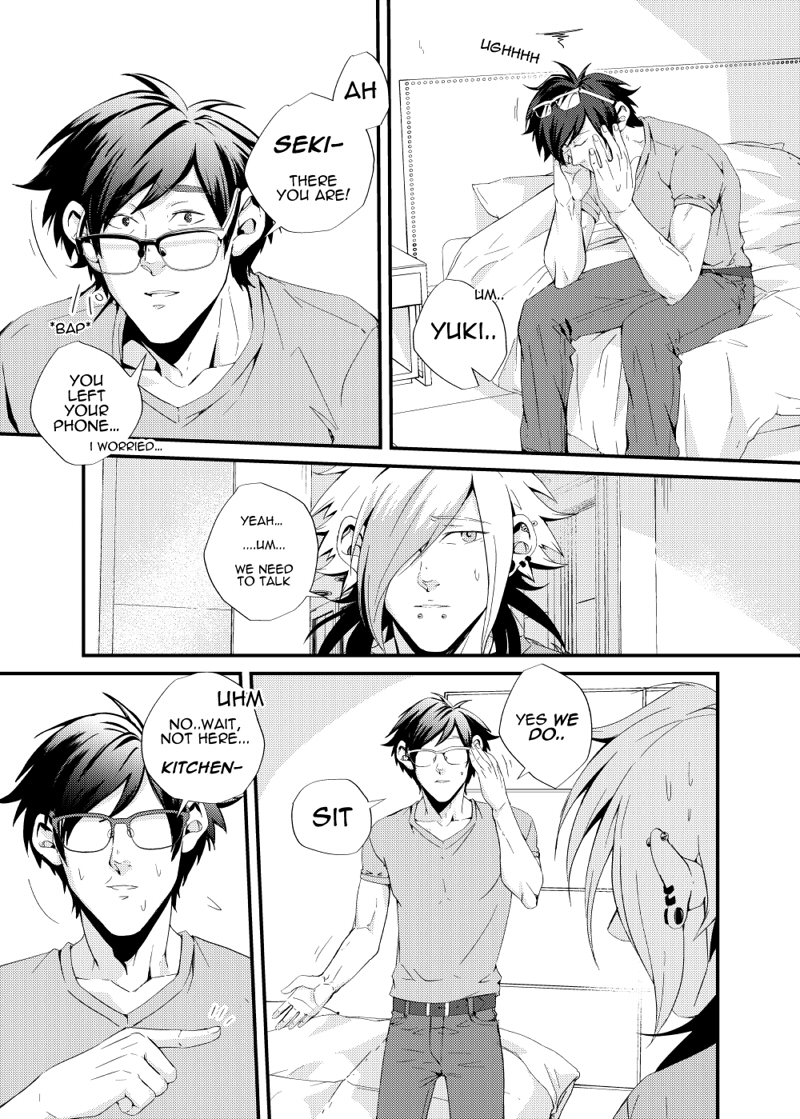 UGHHHH
UM..
YUKI..
AH
SEKI-
THERE
YOU ARE!
*BAP*
YOU
LEFT
YOUR
PHONE...
I WORRIED...
YEAH...
....UM...
WE NEED
TO TALK
YES WE
DO..
SIT
UHM
NO..WAIT,
NOT HERE...
KITCHEN-